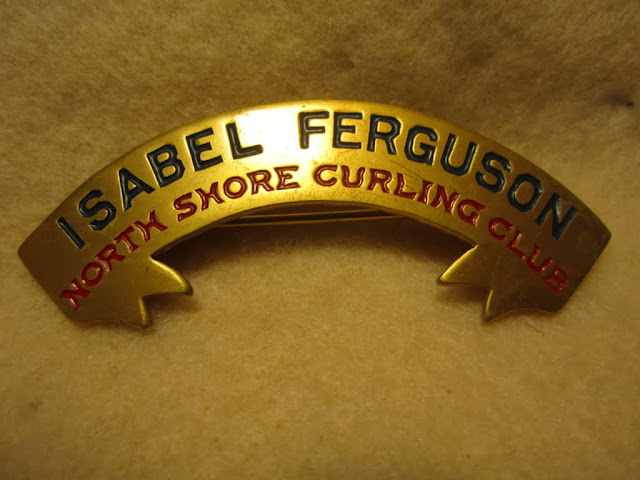 ISABEL FERGUSON
NORTH SHORE CURLING CLUB